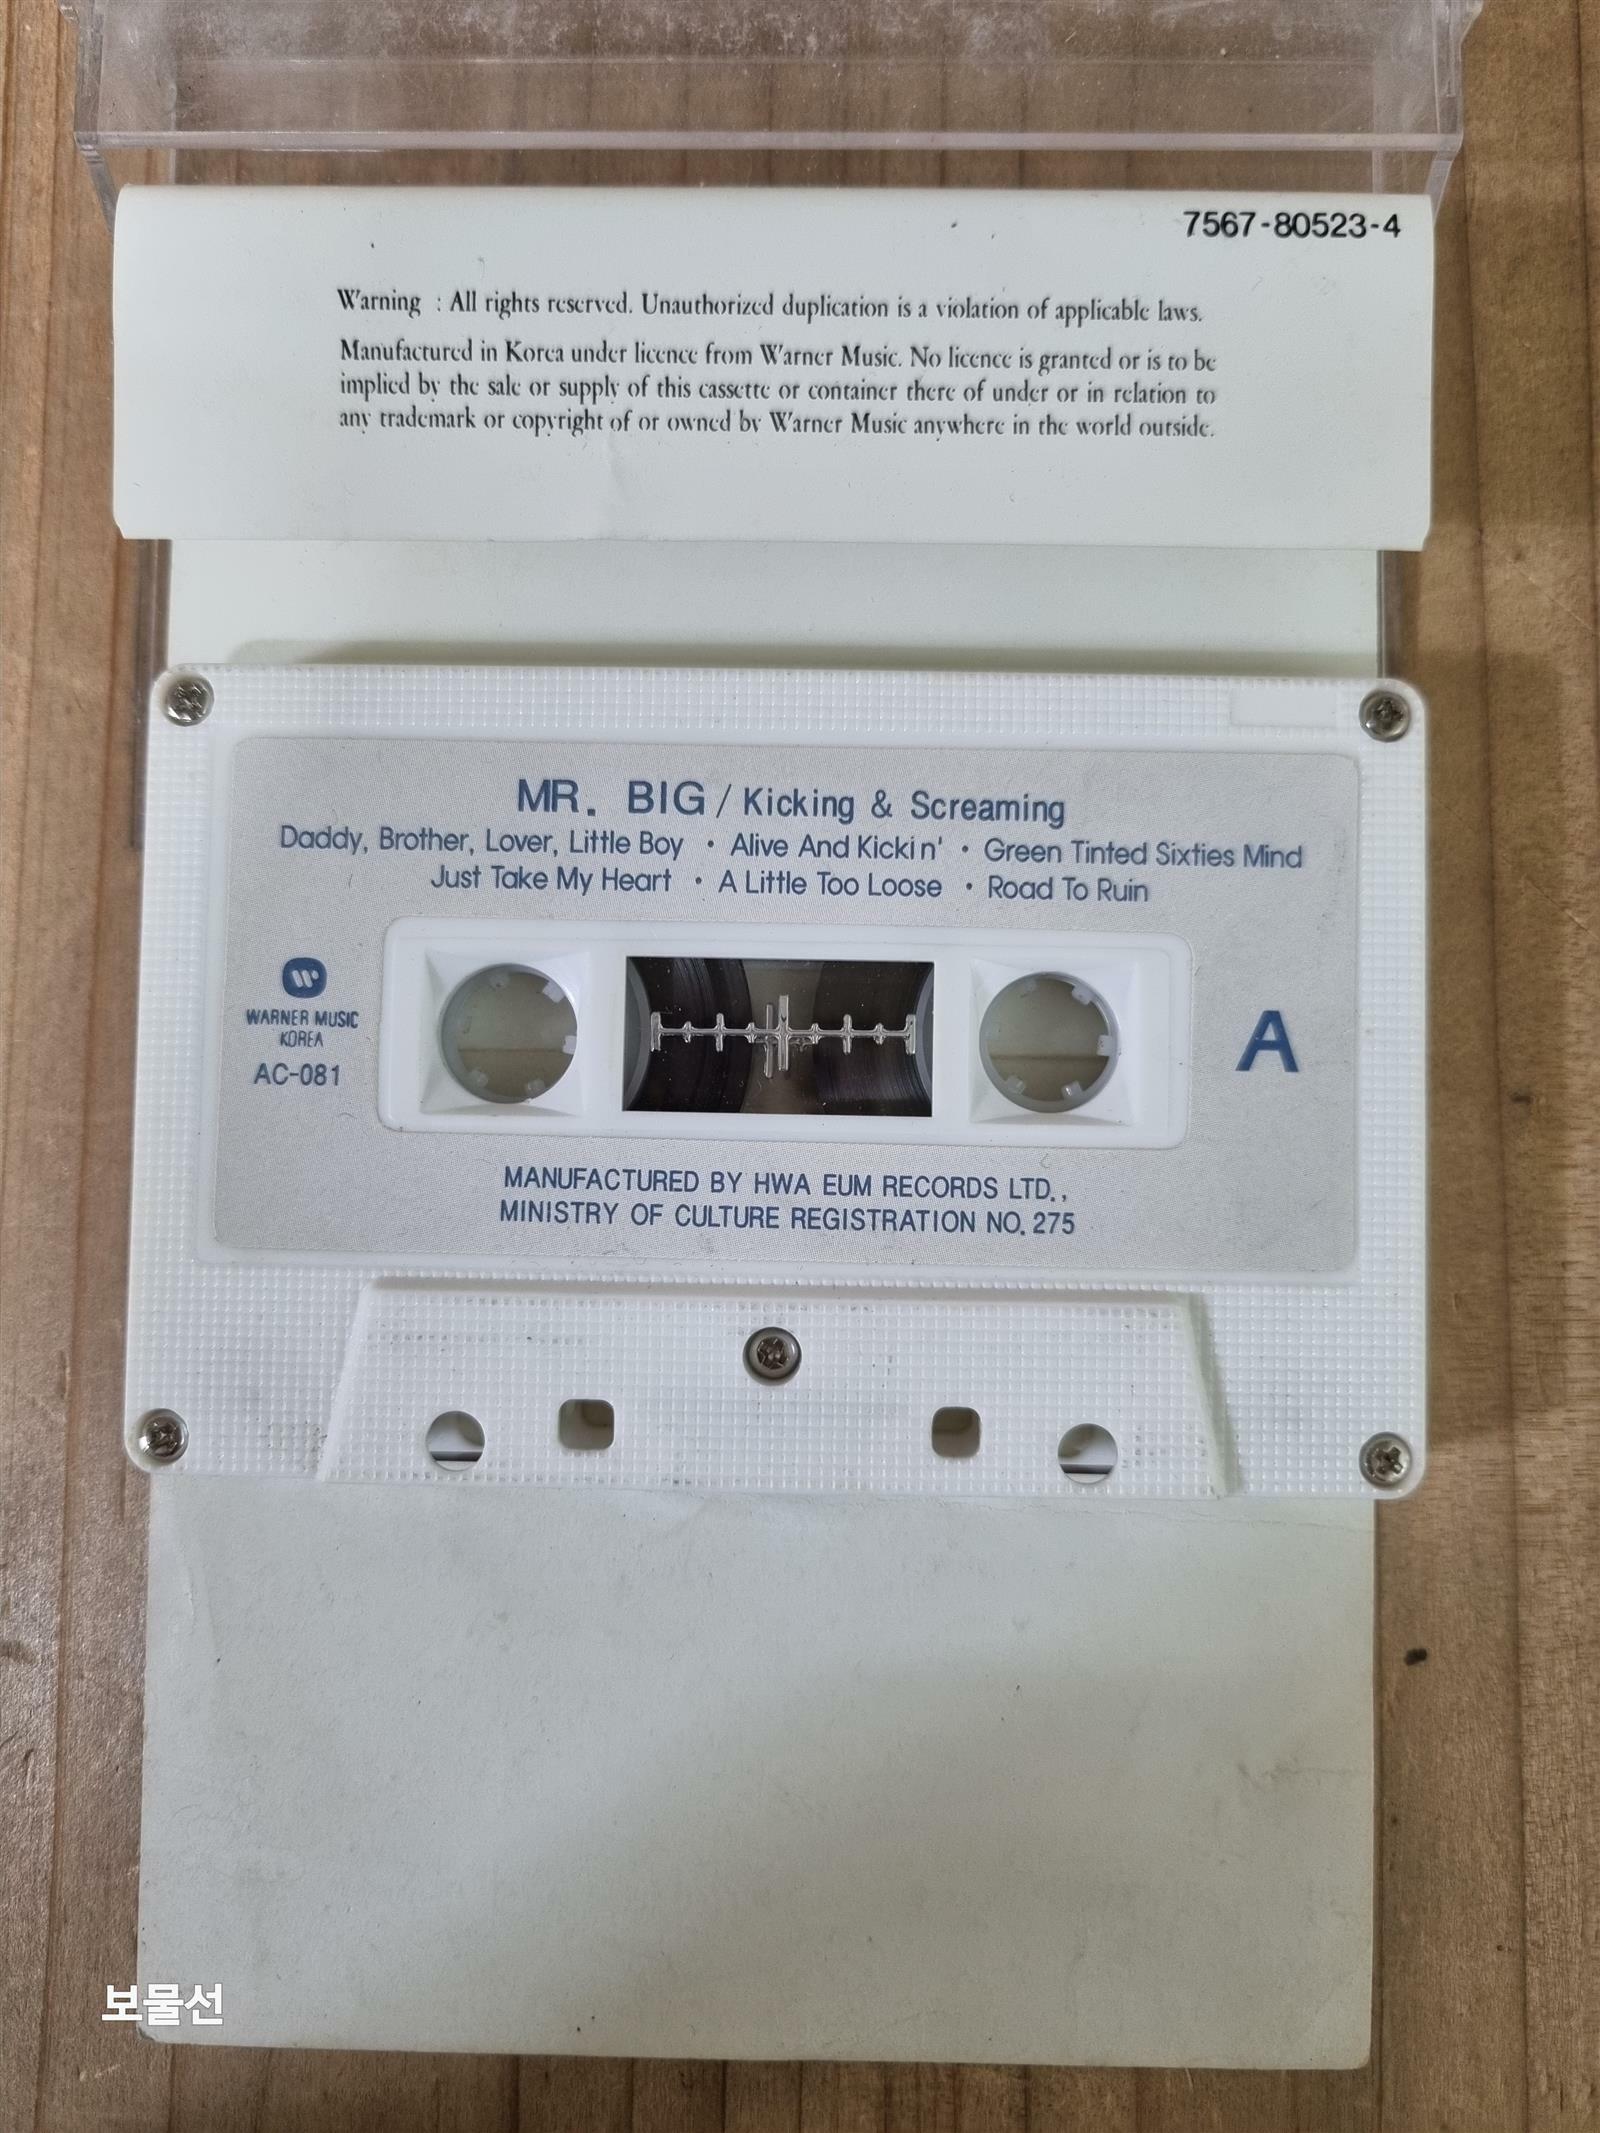 7567-80523-4
Warning : All rights reserved. Unauthorized duplication is a violation of applicable laws.
Manufactured in Korea under licence from Warner Music. No licence is granted or is to be
implied by the sale or supply of this cassette or container there of under or in relation to
any trademark or copyright of or owned by Warner Music anywhere in the world outside.
MR. BIG / Kicking & Screaming
Daddy, Brother, Lover, Little Boy • Alive And Kickin' • Green Tinted Sixties Mind
Just Take My Heart • A Little Too Loose • Road To Ruin
WARNER MUSIC
KOREA
AC-081
A
MANUFACTURED BY HWA EUM RECORDS LTD.,
MINISTRY OF CULTURE REGISTRATION NO. 275
보물선